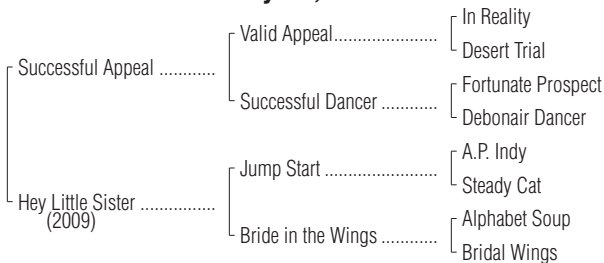 In Reality
Valid Appeal
Desert Trial
Successful Appeal
Fortunate Prospect
Successful Dancer
Debonair Dancer
A.P. Indy
Jump Start
Steady Cat
Hey Little Sister
(2009)
Alphabet Soup
Bride in the Wings
Bridal Wings